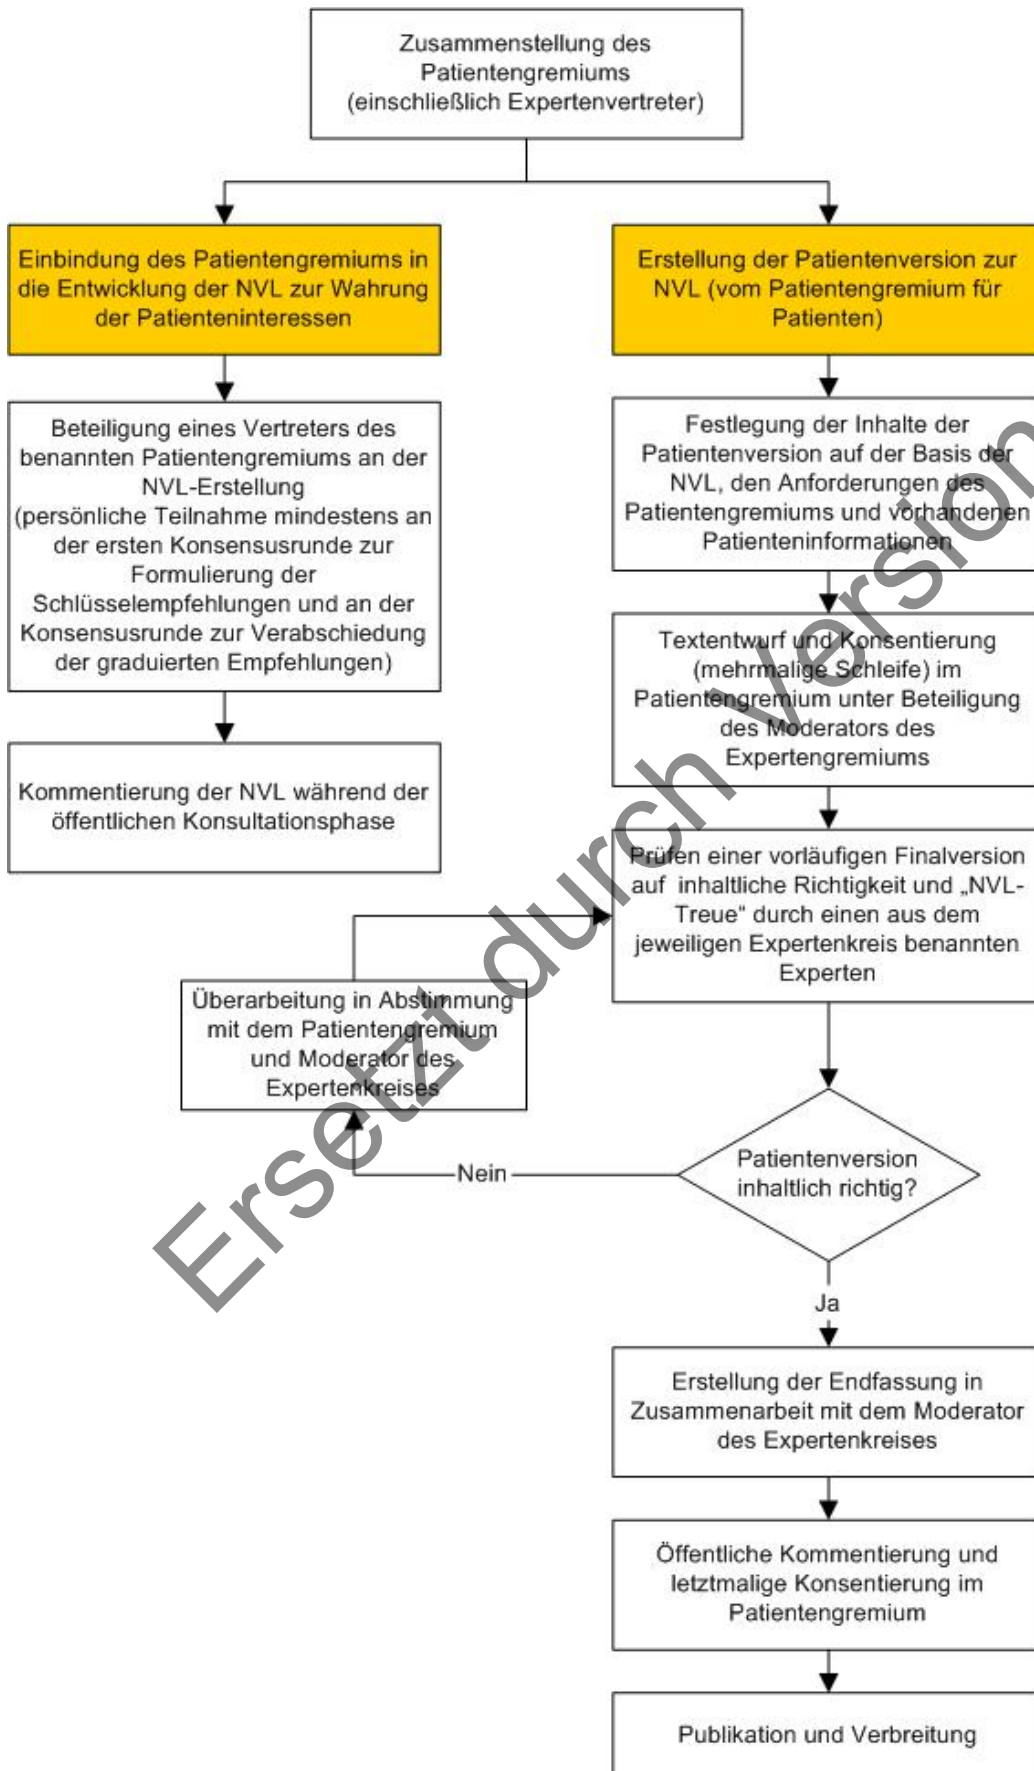 Zusammenstellung des
Patientengremiums
(einschließlich Expertenvertreter)
Einbindung des Patientengremiums in
die Entwicklung der NVL zur Wahrung
der Patienteninteressen
Beteiligung eines Vertreters des
benannten Patientengremiums an der
NVL-Erstellung
(persönliche Teilnahme mindestens an
der ersten Konsensusrunde zur
Formulierung der
Schlüsselempfehlungen und an der
Konsensusrunde zur Verabschiedung
der graduierten Empfehlungen)
Kommentierung der NVL während der
öffentlichen Konsultationsphase
Erstellung der Patientenversion zur
NVL (vom Patientengremium für
Patienten)
Festlegung der Inhalte der
Patientenversion auf der Basis der
NVL, den Anforderungen des
Patientengremiums und vorhandenen
Patienteninformationen
Textentwurf und Konsentierung
(mehrmalige Schleife) im
Patientengremium unter Beteiligung
des Moderators des
Expertengremiums
Prüfen einer vorläufigen Finalversion
auf inhaltliche Richtigkeit und „NVL-
Treue“ durch einen aus dem
jeweiligen Expertenkreis benannten
Experten
Überarbeitung in Abstimmung
mit dem Patientengremium
und Moderator des
Expertenkreises
Patientenversion
inhaltlich richtig?
Nein
Ja
Erstellung der Endfassung in
Zusammenarbeit mit dem Moderator
des Expertenkreises
Öffentliche Kommentierung und
letztmalige Konsentierung im
Patientengremium
Publikation und Verbreitung
Ersetzt durch Version